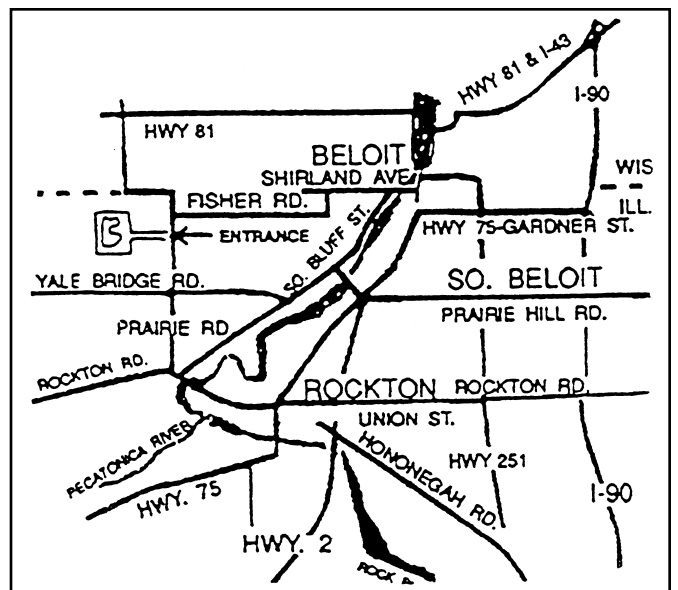 HWY 81 & I-43
I-90
HWY 81
BELOIT
SHIRLAND AVE
WIS
FISHER RD.
ILL.
ENTRANCE
SO. BLUFF ST.
HWY 75-GARDNER ST.
YALE BRIDGE RD.
SO. BELOIT
PRAIRIE RD
PRAIRIE HILL RD.
ROCKTON RD.
ROCKTON
ROCKTON RD.
UNION ST.
PECATONICA RIVER
HONONEGAH RD.
HWY 251
HWY. 75
I-90
HWY. 2
ROCK